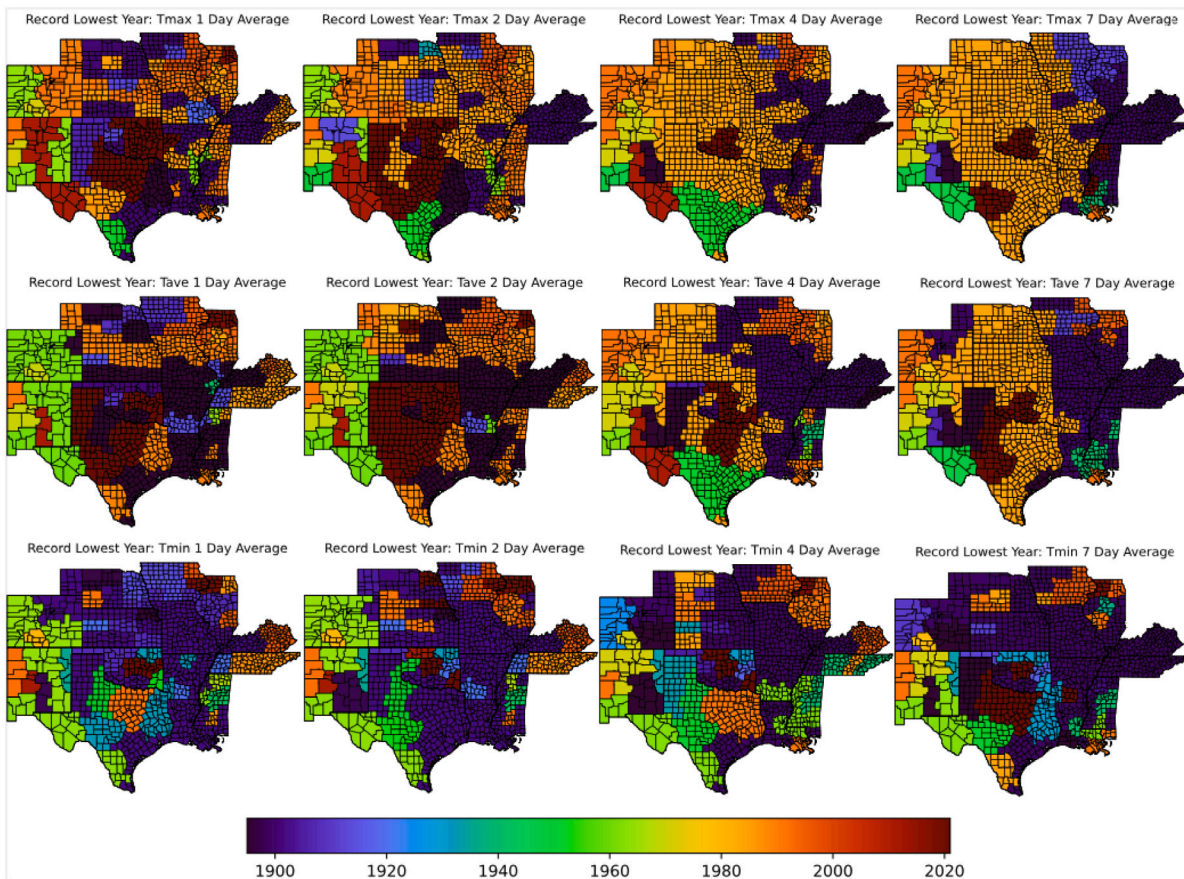 Record Lowest Year: Tmax 1 Day Average
Record Lowest Year: Tmax 2 Day Average
Record Lowest Year: Tmax 4 Day Average
Record Lowest Year: Tmax 7 Day Average
Record Lowest Year: Tave 1 Day Average
Record Lowest Year: Tave 2 Day Average
Record Lowest Year: Tave 4 Day Average
Record Lowest Year: Tave 7 Day Average
Record Lowest Year: Tmin 1 Day Average
Record Lowest Year: Tmin 2 Day Average
Record Lowest Year: Tmin 4 Day Average
Record Lowest Year: Tmin 7 Day Average
1900 1920 1940 1960 1980 2000 2020